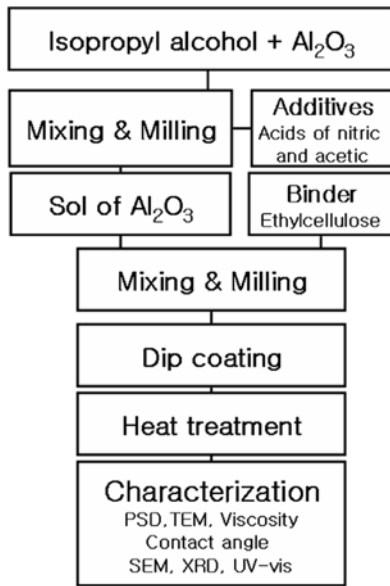 Isopropyl alcohol + Al₂O₃
Mixing & Milling
Additives
Acids of nitric
and acetic
Sol of Al₂O₃
Binder
Ethylcellulose
Mixing & Milling
Dip coating
Heat treatment
Characterization
PSD,TEM, Viscosity
Contact angle
SEM, XRD, UV-vis